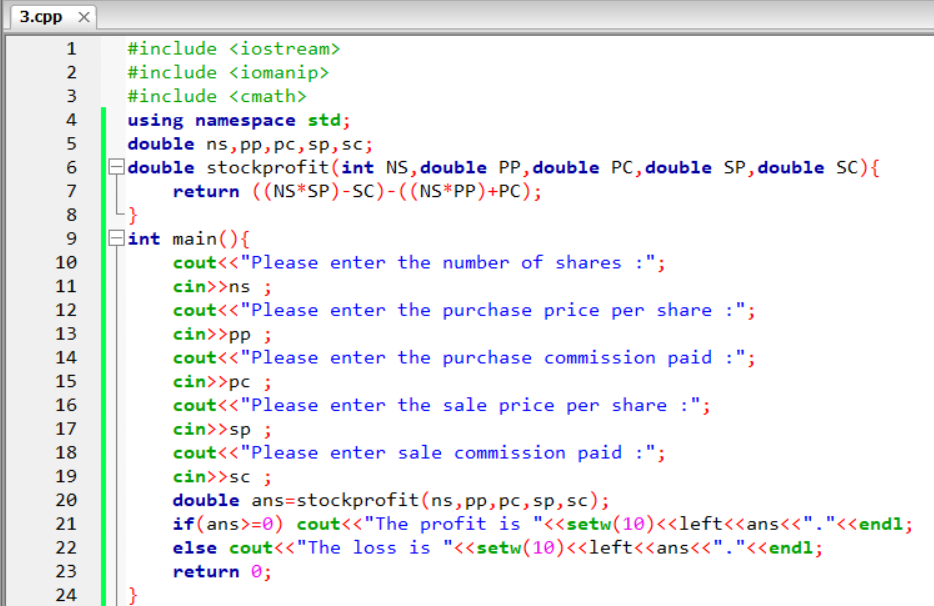 3.cpp ×
1 #include <iostream>
2 #include <iomanip>
3 #include <cmath>
4 using namespace std;
5 double ns,pp,pc,sp,sc;
6 double stockprofit(int NS,double PP,double PC,double SP,double SC){
7     return ((NS*SP)-SC)-((NS*PP)+PC);
8 }
9 int main(){
10     cout<<"Please enter the number of shares :";
11     cin>>ns ;
12     cout<<"Please enter the purchase price per share :";
13     cin>>pp ;
14     cout<<"Please enter the purchase commission paid :";
15     cin>>pc ;
16     cout<<"Please enter the sale price per share :";
17     cin>>sp ;
18     cout<<"Please enter sale commission paid :";
19     cin>>sc ;
20     double ans=stockprofit(ns,pp,pc,sp,sc);
21     if(ans>=0) cout<<"The profit is "<<setw(10)<<left<<ans<<"."<<endl;
22     else cout<<"The loss is "<<setw(10)<<left<<ans<<"."<<endl;
23     return 0;
24 }